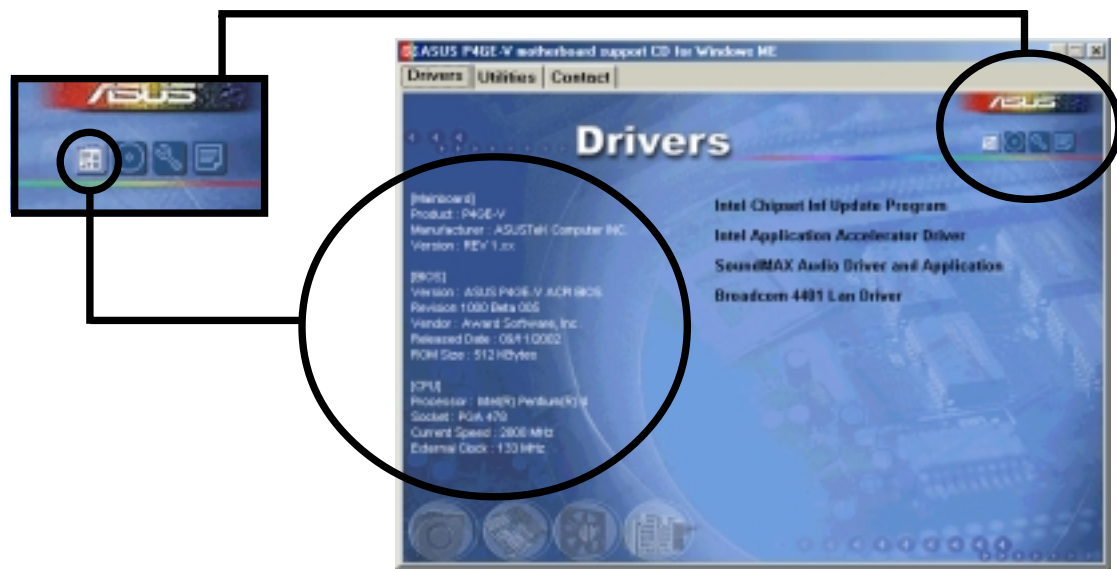 ASUS
ASUS P4GE-V motherboard support CD for Windows ME
Drivers Utilities Contact
ASUS
Drivers
[Mainboard]
Product : P4GE-V
Manufacturer : ASUSTeK Computer INC.
Version : REV 1.xx
[BIOS]
Version : ASUS P4GE-V ACPI BIOS
Revision 1000 Beta 005
Vendor : Award Software, Inc.
Released Date : 09/11/2002
ROM Size : 512 KBytes
[CPU]
Processor : Intel(R) Pentium(R) 4
Socket : PGA 478
Current Speed : 2800 MHz
External Clock : 133 MHz
Intel Chipset Inf Update Program
Intel Application Accelerator Driver
SoundMAX Audio Driver and Application
Broadcom 4401 Lan Driver